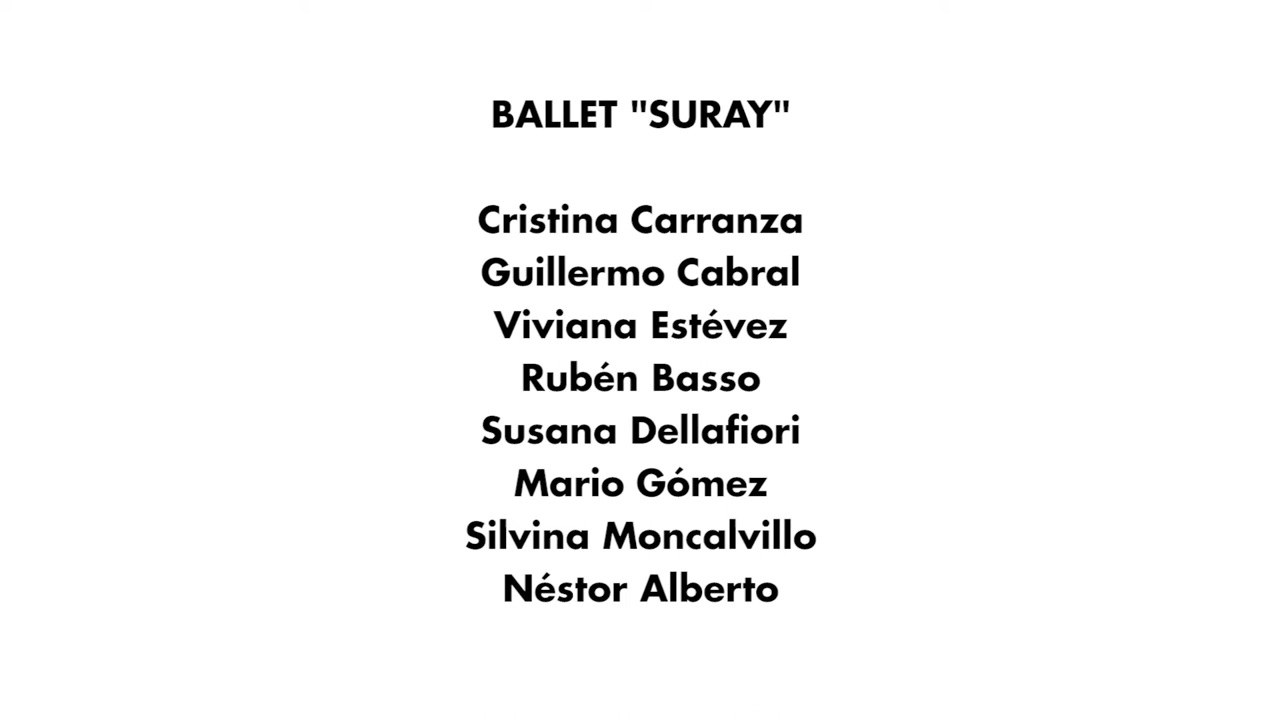 BALLET "SURAY"
Cristina Carranza
Guillermo Cabral
Viviana Estévez
Rubén Basso
Susana Dellafiori
Mario Gómez
Silvina Moncalvillo
Néstor Alberto